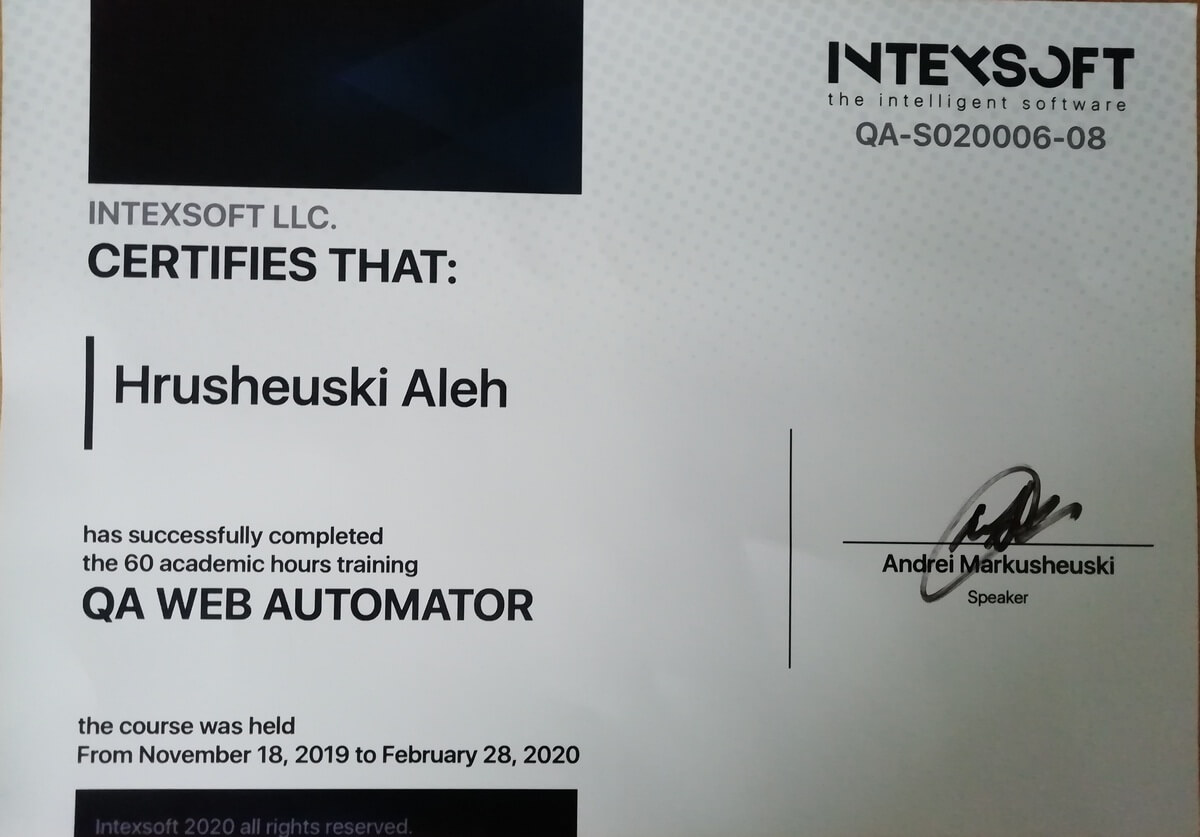 INTEXSOFT
the intelligent software
QA-S020006-08
INTEXSOFT LLC.
CERTIFIES THAT:
Hrusheuski Aleh
has successfully completed
the 60 academic hours training
QA WEB AUTOMATOR
Andrei Markusheuski
Speaker
the course was held
From November 18, 2019 to February 28, 2020
Intexsoft 2020 all rights reserved.